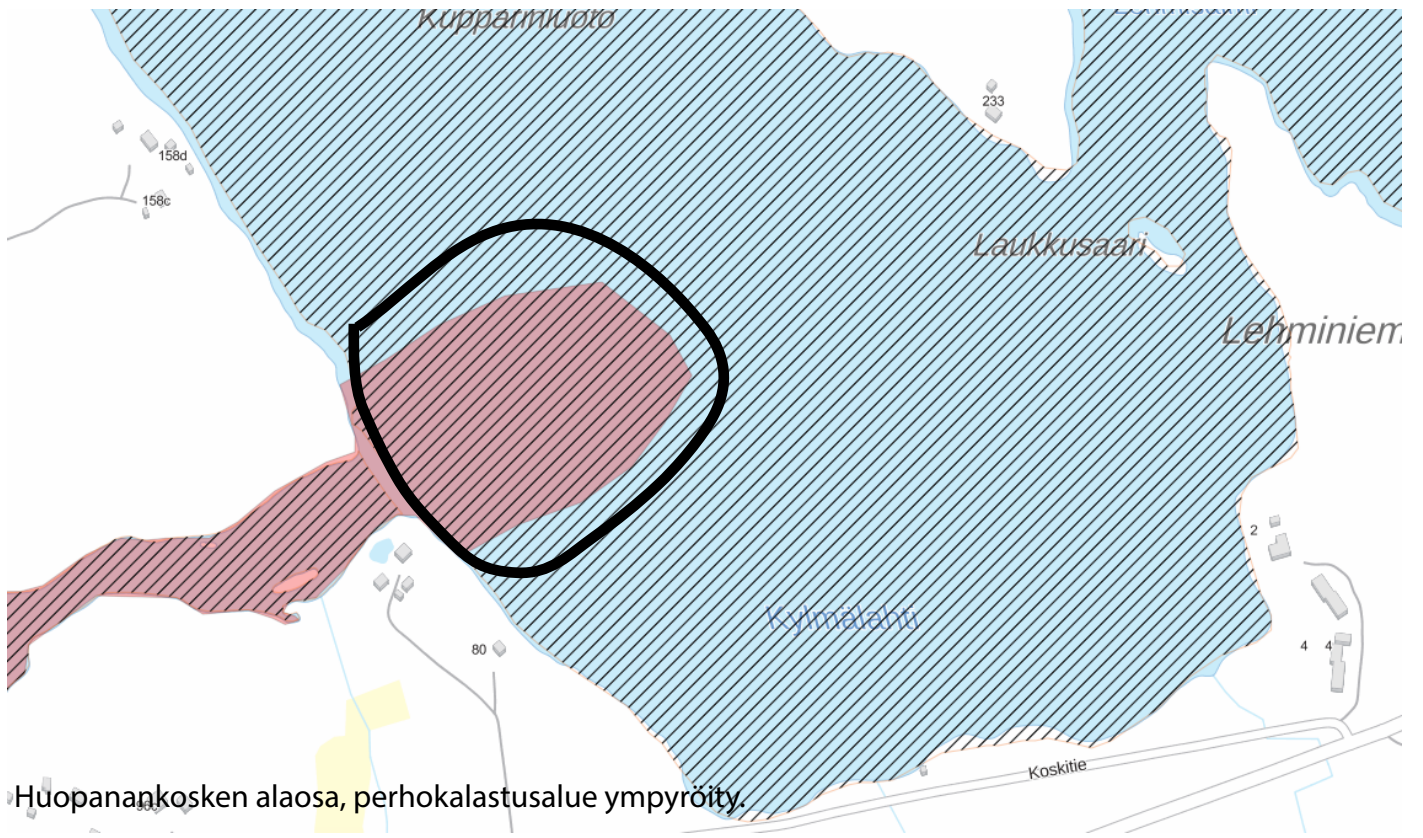 Kupparinluoto
233
158d
158c
Laukkusaari
Lehminiem
2
Kylmälahti
80
4 4
Koskitie
Huopanankosken alaosa, perhokalastusalue ympyröity.